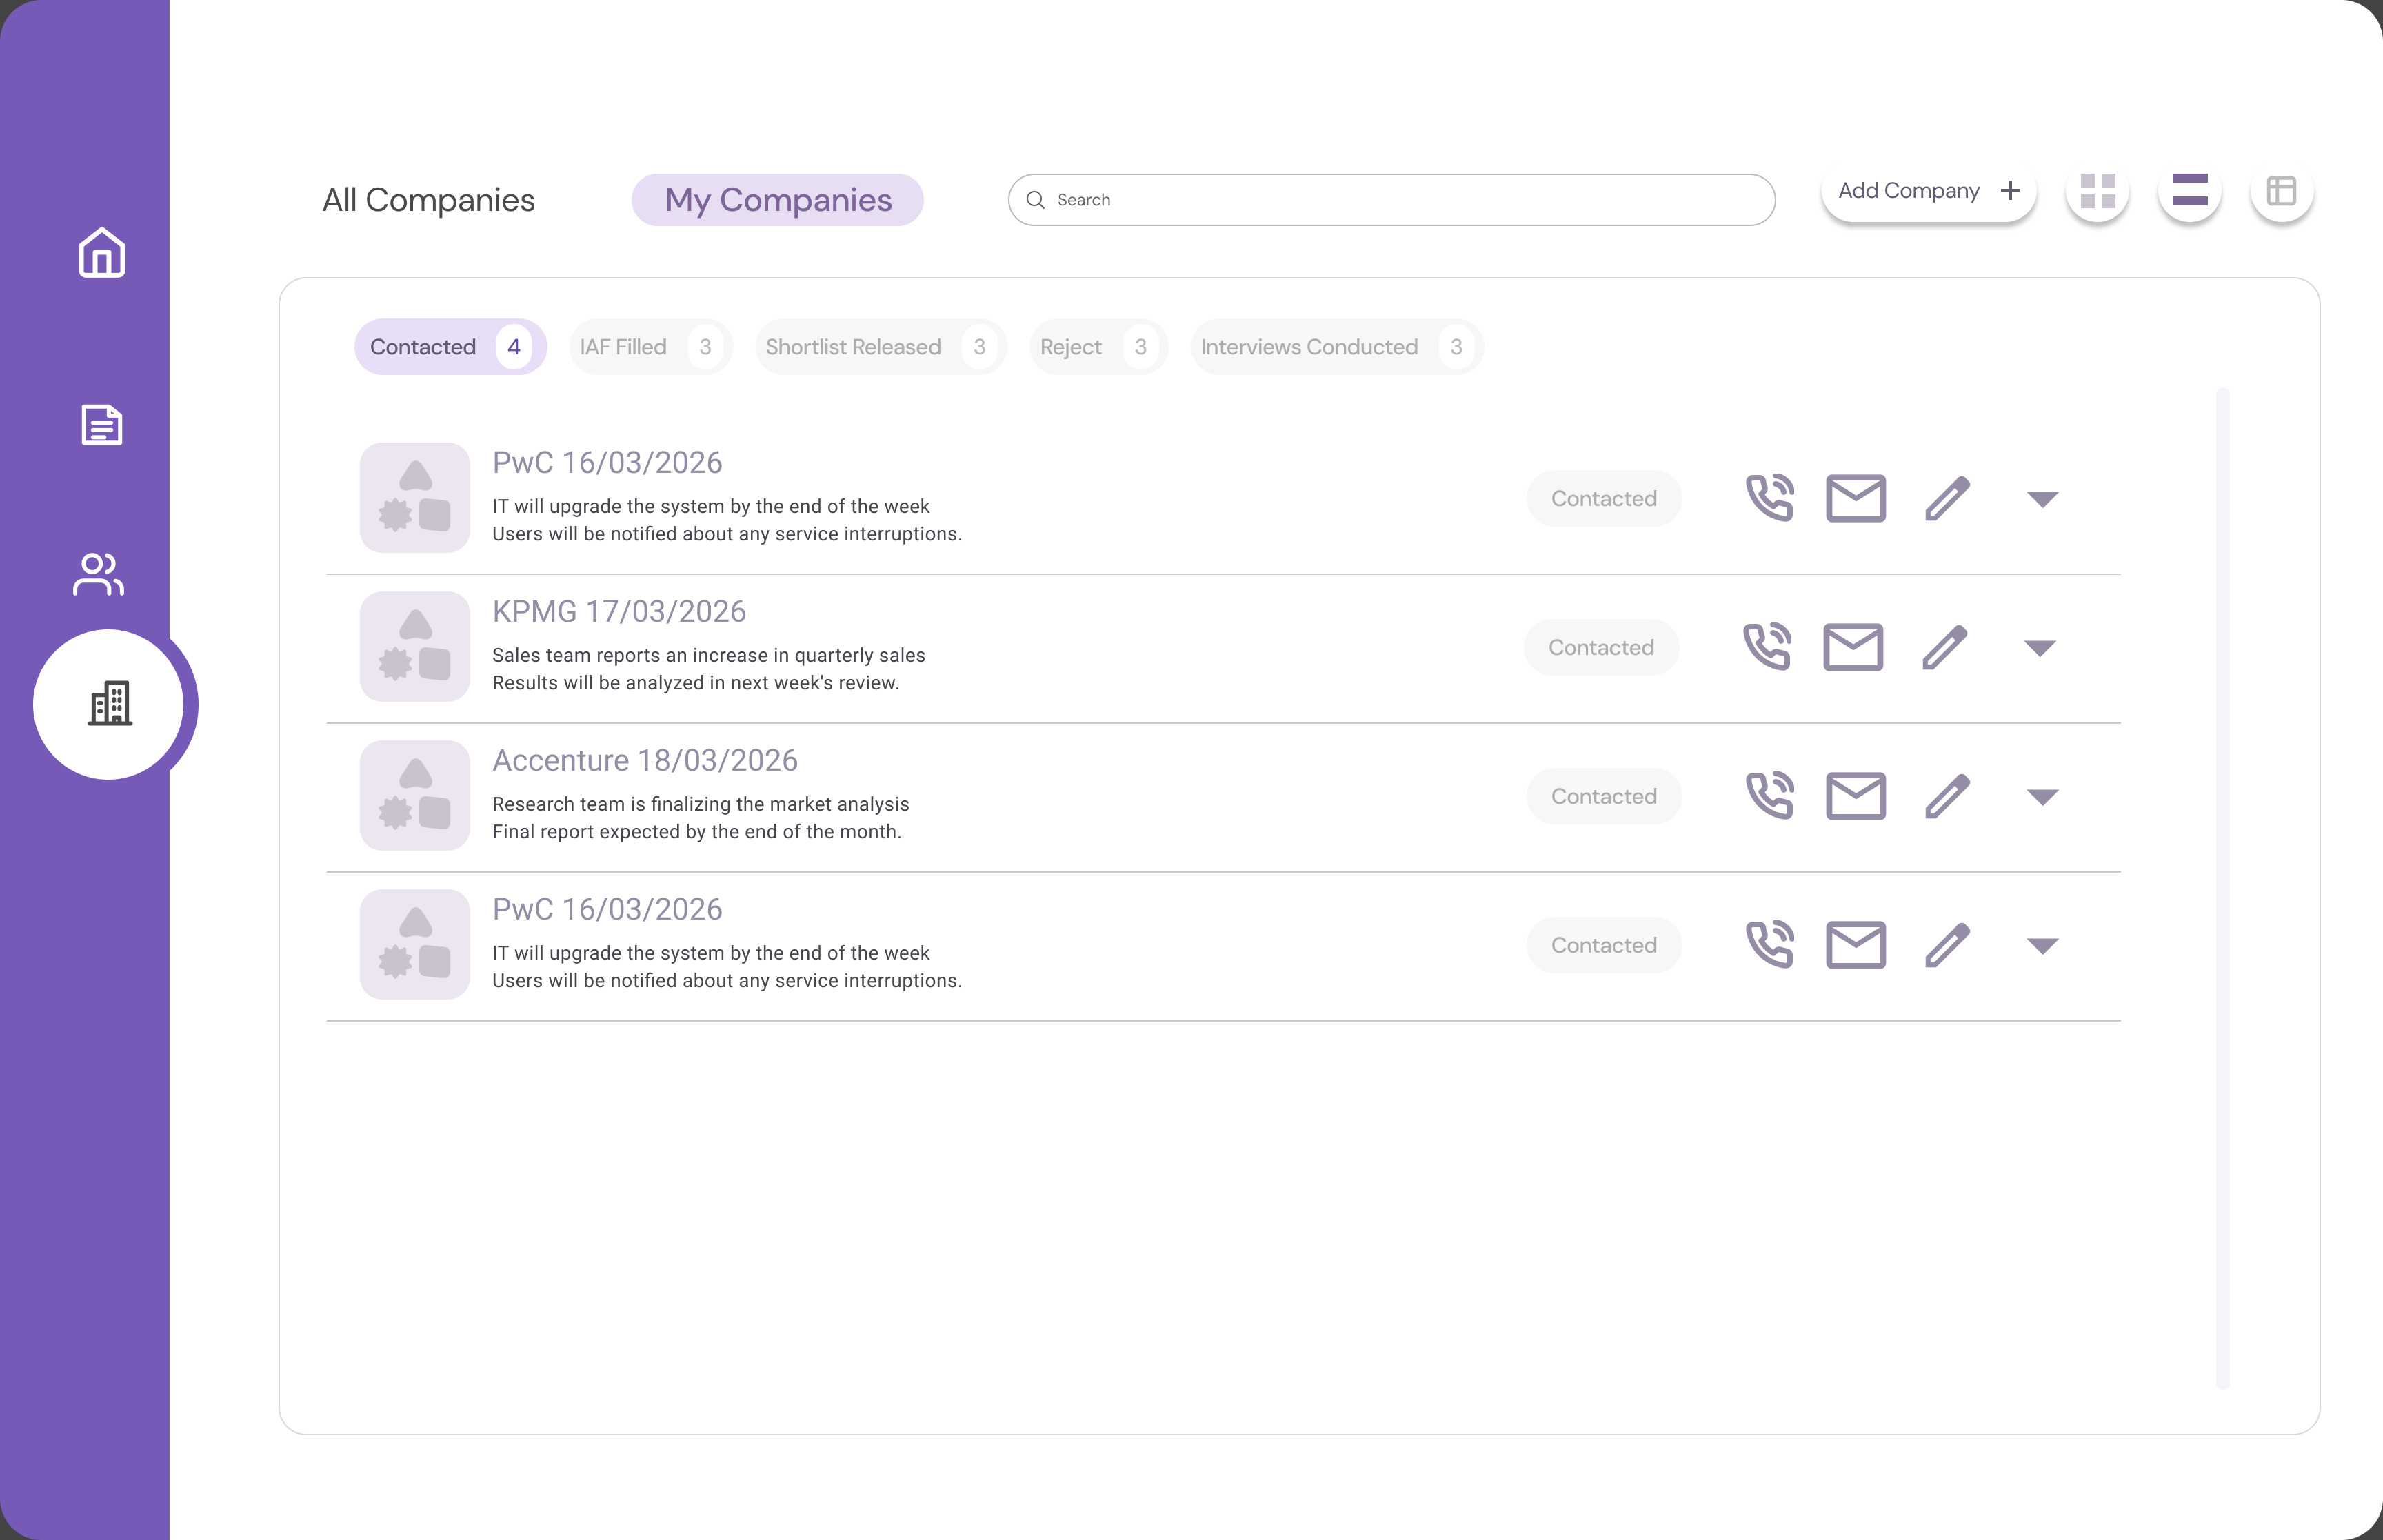 All Companies
My Companies
Search
Add Company
Contacted 4
IAF Filled 3
Shortlist Released 3
Reject 3
Interviews Conducted 3
PwC 16/03/2026
IT will upgrade the system by the end of the week
Users will be notified about any service interruptions.
Contacted
KPMG 17/03/2026
Sales team reports an increase in quarterly sales
Results will be analyzed in next week's review.
Contacted
Accenture 18/03/2026
Research team is finalizing the market analysis
Final report expected by the end of the month.
Contacted
PwC 16/03/2026
IT will upgrade the system by the end of the week
Users will be notified about any service interruptions.
Contacted